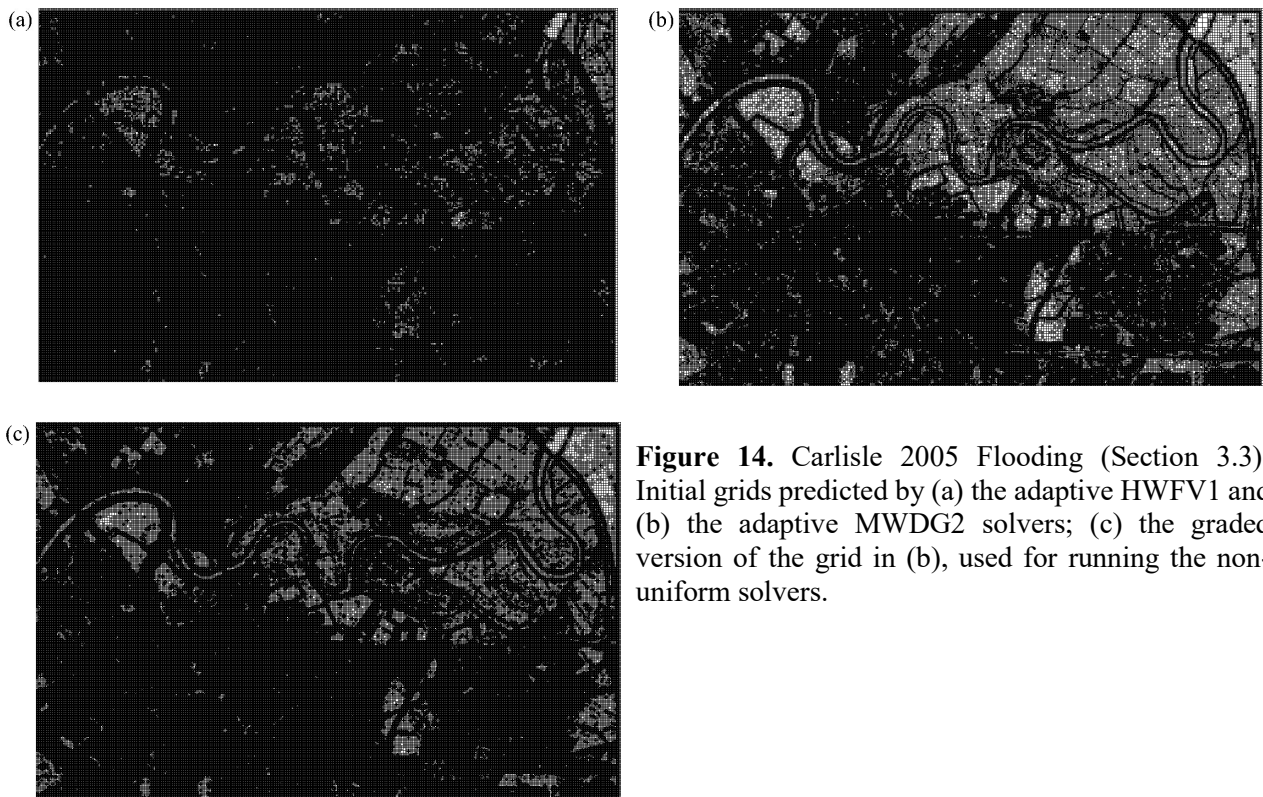 (a)
(b)
(c)
Figure 14. Carlisle 2005 Flooding (Section 3.3)
Initial grids predicted by (a) the adaptive HWFV1 and
(b) the adaptive MWDG2 solvers; (c) the graded
version of the grid in (b), used for running the non-
uniform solvers.